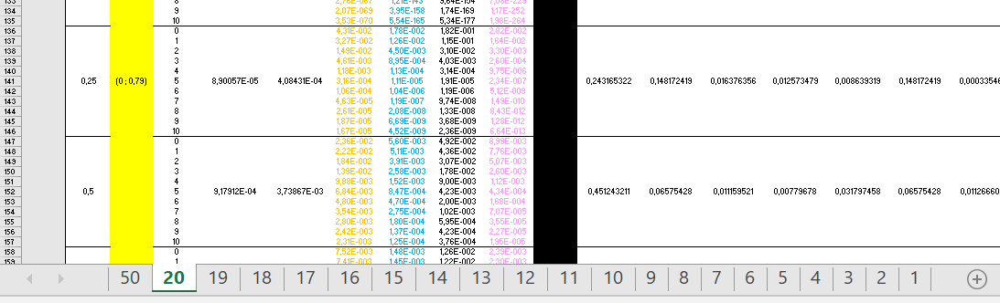 133 8 2,76E-067 1,21E-143 9,64E-154 7,08E-229
134 9 2,07E-069 3,95E-158 1,74E-169 1,17E-252
135 10 3,53E-070 5,54E-165 5,34E-177 1,98E-264
136 0 4,31E-002 1,78E-002 1,82E-001 2,82E-002
137 1 3,27E-002 1,26E-002 1,15E-001 1,64E-002
138 2 1,49E-002 4,50E-003 3,10E-002 3,30E-003
139 3 4,61E-003 8,95E-004 4,03E-003 2,60E-004
140 4 1,18E-003 1,13E-004 3,14E-004 9,75E-006
141 0,25 (0 ; 0,79) 5 8,90057E-05 4,08431E-04 3,16E-004 1,11E-005 1,91E-005 2,34E-007 0,243165322 0,148172419 0,016376356 0,012573479 0,008639319 0,148172419 0,00033546
142 6 1,06E-004 1,04E-006 1,19E-006 5,12E-009
143 7 4,63E-005 1,19E-007 9,74E-008 1,49E-010
144 8 2,61E-005 2,08E-008 1,33E-008 8,43E-012
145 9 1,87E-005 6,69E-009 3,68E-009 1,28E-012
146 10 1,67E-005 4,52E-009 2,36E-009 6,64E-013
147 0 2,36E-002 5,60E-003 4,92E-002 8,99E-003
148 1 2,22E-002 5,11E-003 4,36E-002 7,76E-003
149 2 1,84E-002 3,91E-003 3,07E-002 5,07E-003
150 3 1,39E-002 2,58E-003 1,78E-002 2,60E-003
151 4 9,88E-003 1,52E-003 9,00E-003 1,12E-003
152 0,5 5 9,17912E-04 3,73867E-03 6,84E-003 8,47E-004 4,23E-003 4,34E-004 0,451243211 0,06575428 0,01159521 0,00779678 0,031797458 0,06575428 0,01126660
153 6 4,80E-003 4,70E-004 2,00E-003 1,68E-004
154 7 3,54E-003 2,75E-004 1,02E-003 7,07E-005
155 8 2,80E-003 1,80E-004 5,95E-004 3,55E-005
156 9 2,42E-003 1,37E-004 4,23E-004 2,27E-005
157 10 2,31E-003 1,25E-004 3,76E-004 1,95E-005
158 0 7,52E-003 1,48E-003 1,26E-002 2,39E-003
159 1 7,41E-003 1,45E-003 1,22E-002 2,30E-003
50 20 19 18 17 16 15 14 13 12 11 10 9 8 7 6 5 4 3 2 1